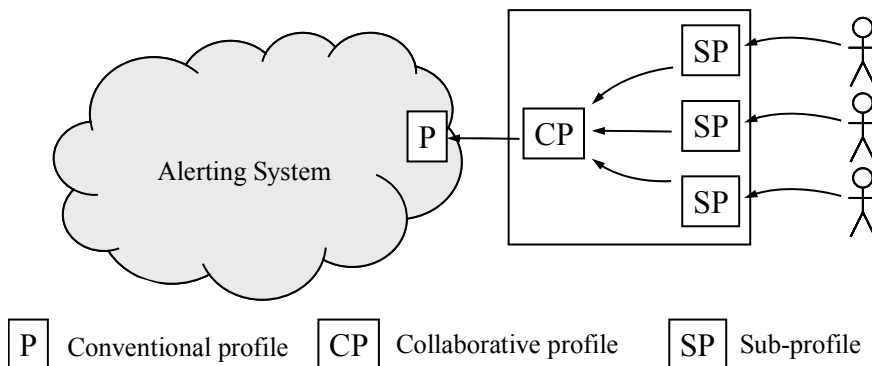 SP
P
CP
SP
Alerting System
SP
P Conventional profile CP Collaborative profile SP Sub-profile